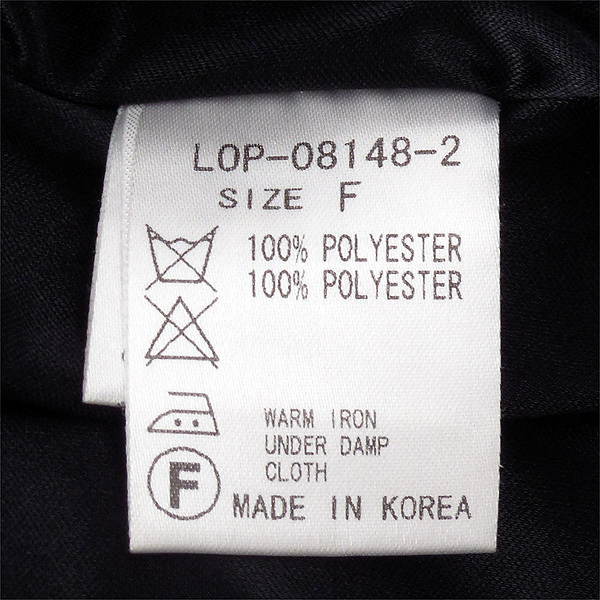 LOP-08148-2
SIZE F
100% POLYESTER
100% POLYESTER
WARM IRON
UNDER DAMP
CLOTH
F
MADE IN KOREA